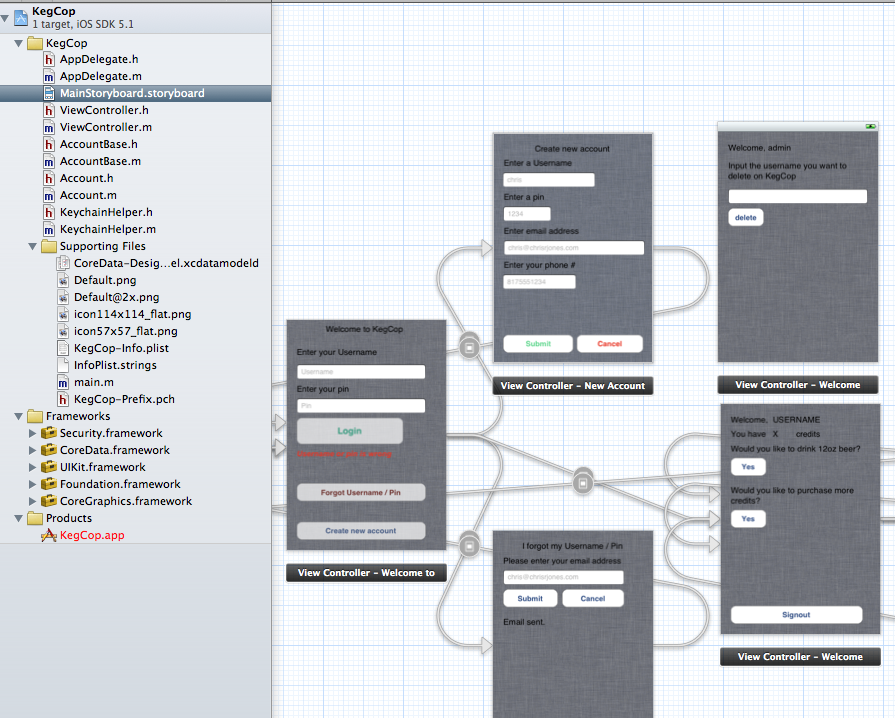 KegCop
1 target, iOS SDK 5.1
KegCop
AppDelegate.h
AppDelegate.m
MainStoryboard.storyboard
ViewController.h
ViewController.m
AccountBase.h
AccountBase.m
Account.h
Account.m
KeychainHelper.h
KeychainHelper.m
Supporting Files
CoreData-Desig...el.xcdatamodeld
Default.png
Default@2x.png
icon114x114_flat.png
icon57x57_flat.png
KegCop-Info.plist
InfoPlist.strings
main.m
KegCop-Prefix.pch
Frameworks
Security.framework
CoreData.framework
UIKit.framework
Foundation.framework
CoreGraphics.framework
Products
KegCop.app
Welcome to KegCop
Enter your Username
Username
Enter your pin
Pin
Login
Forgot Username / Pin
Create new account
View Controller - Welcome to
Create new account
Enter a Username
chris
Enter a pin
1234
Enter email address
chris@chrisrjones.com
Enter your phone #
8175551234
Submit
Cancel
View Controller - New Account
I forgot my Username / Pin
Please enter your email address
chris@chrisrjones.com
Submit
Cancel
Email sent.
Welcome, admin
Input the username you want to
delete on KegCop
delete
View Controller - Welcome
Welcome, USERNAME
You have X credits
Would you like to drink 12oz beer?
Yes
Would you like to purchase more
credits?
Yes
Signout
View Controller - Welcome